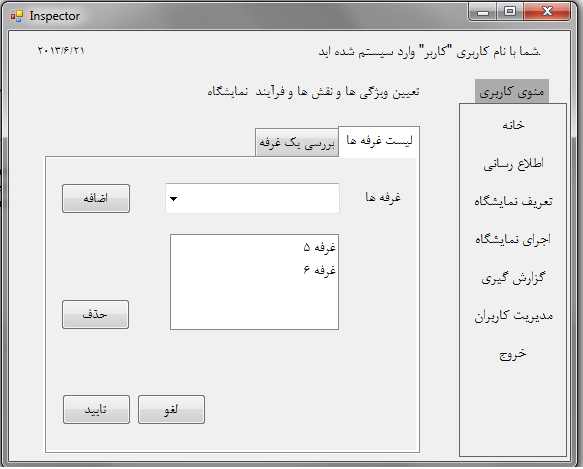 Inspector
شما با نام کاربری "کاربر" وارد سیستم شده اید.
۲۰۱۳/۶/۲۱
منوی کاربری
خانه
اطلاع رسانی
تعریف نمایشگاه
اجرای نمایشگاه
گزارش گیری
مدیریت کاربران
خروج
تعیین ویژگی ها و نقش ها و فرآیند نمایشگاه
لیست غرفه ها
بررسی یک غرفه
غرفه ها
اضافه
غرفه ۵
غرفه ۶
حذف
لغو
تایید